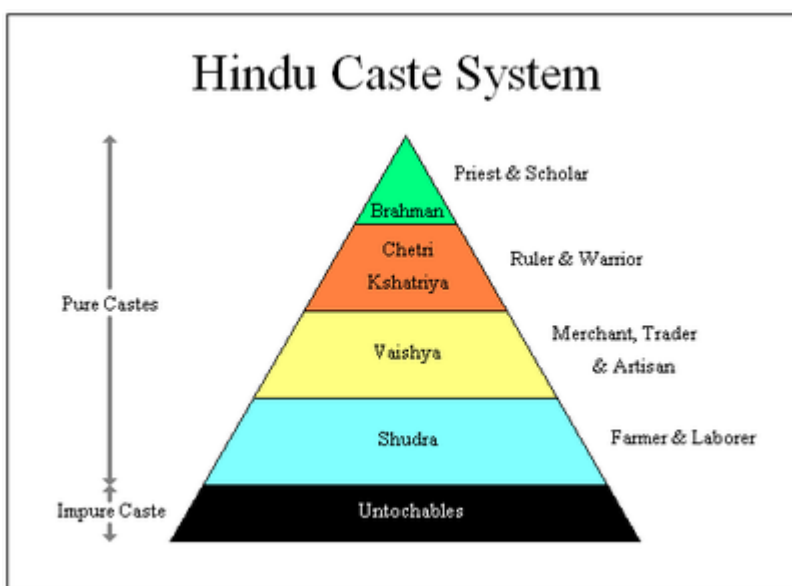 Hindu Caste System
Priest & Scholar
Brahman
Chetri
Kshatriya
Ruler & Warrior
Pure Castes
Vaishya
Merchant, Trader
& Artisan
Shudra
Farmer & Laborer
Impure Caste
Untochables